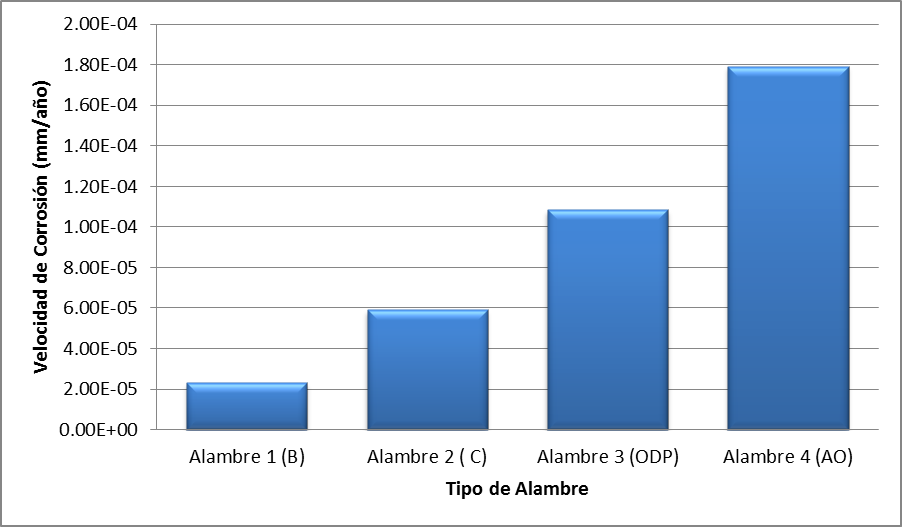 Velocidad de Corrosión (mm/año)
2.00E-04
1.80E-04
1.60E-04
1.40E-04
1.20E-04
1.00E-04
8.00E-05
6.00E-05
4.00E-05
2.00E-05
0.00E+00
Alambre 1 (B)
Alambre 2 ( C)
Alambre 3 (ODP)
Alambre 4 (AO)
Tipo de Alambre